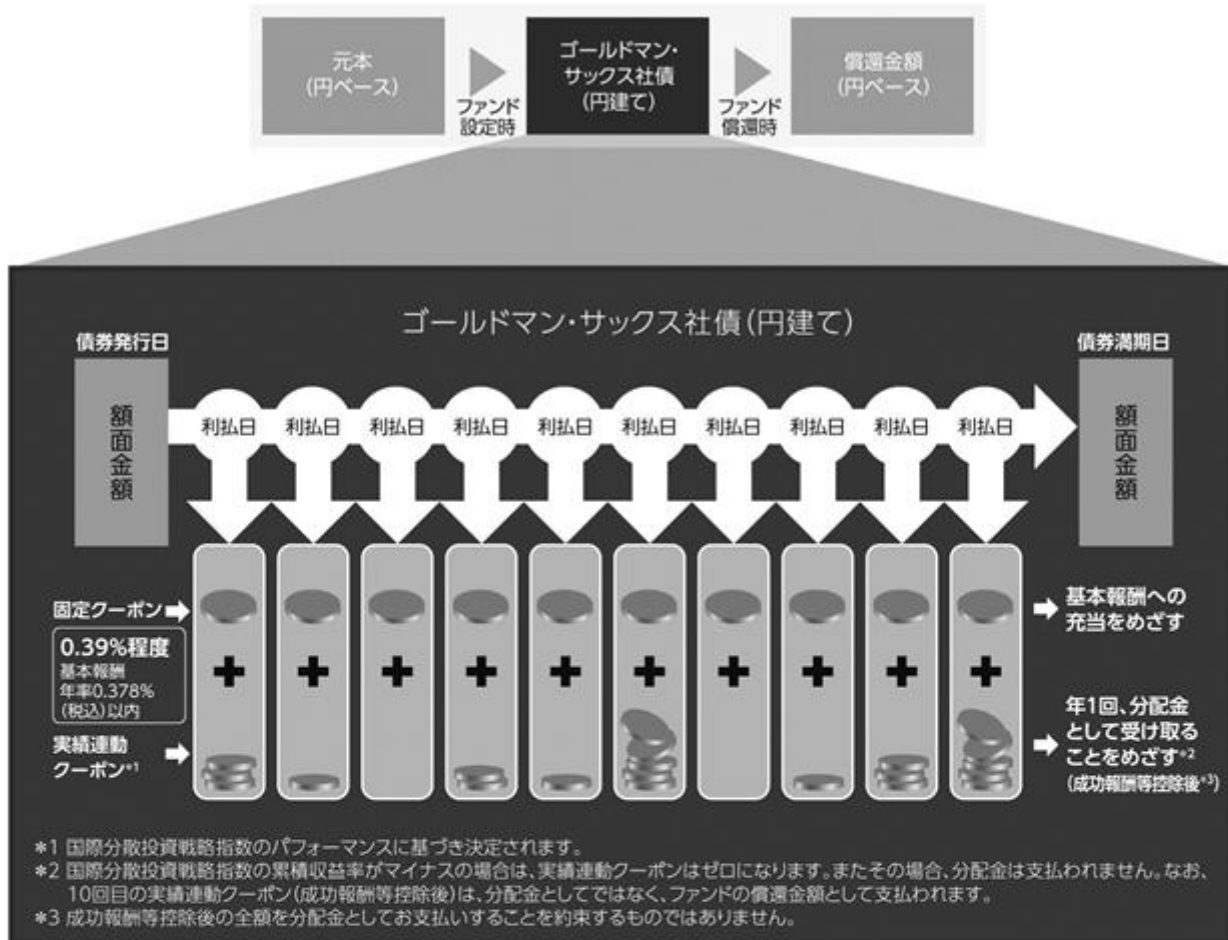 元本
(円ベース)
ファンド
設定時
ゴールドマン・
サックス社債
(円建て)
ファンド
償還時
償還金額
(円ベース)
ゴールドマン・サックス社債(円建て)
債券発行日
額面金額
利払日
利払日
利払日
利払日
利払日
利払日
利払日
利払日
利払日
利払日
債券満期日
額面金額
固定クーポン
0.39%程度
基本報酬
年率0.378%
(税込)以内
実績連動
クーポン*1
基本報酬への
充当をめざす
年1回、分配金
として受け取る
ことをめざす*2
(成功報酬等控除後*3)
*1 国際分散投資戦略指数のパフォーマンスに基づき決定されます。
*2 国際分散投資戦略指数の累積収益率がマイナスの場合は、実績連動クーポンはゼロになります。またその場合、分配金は支払われません。なお、
10回目の実績連動クーポン(成功報酬等控除後)は、分配金としてではなく、ファンドの償還金額として支払われます。
*3 成功報酬等控除後の全額を分配金としてお支払いすることを約束するものではありません。